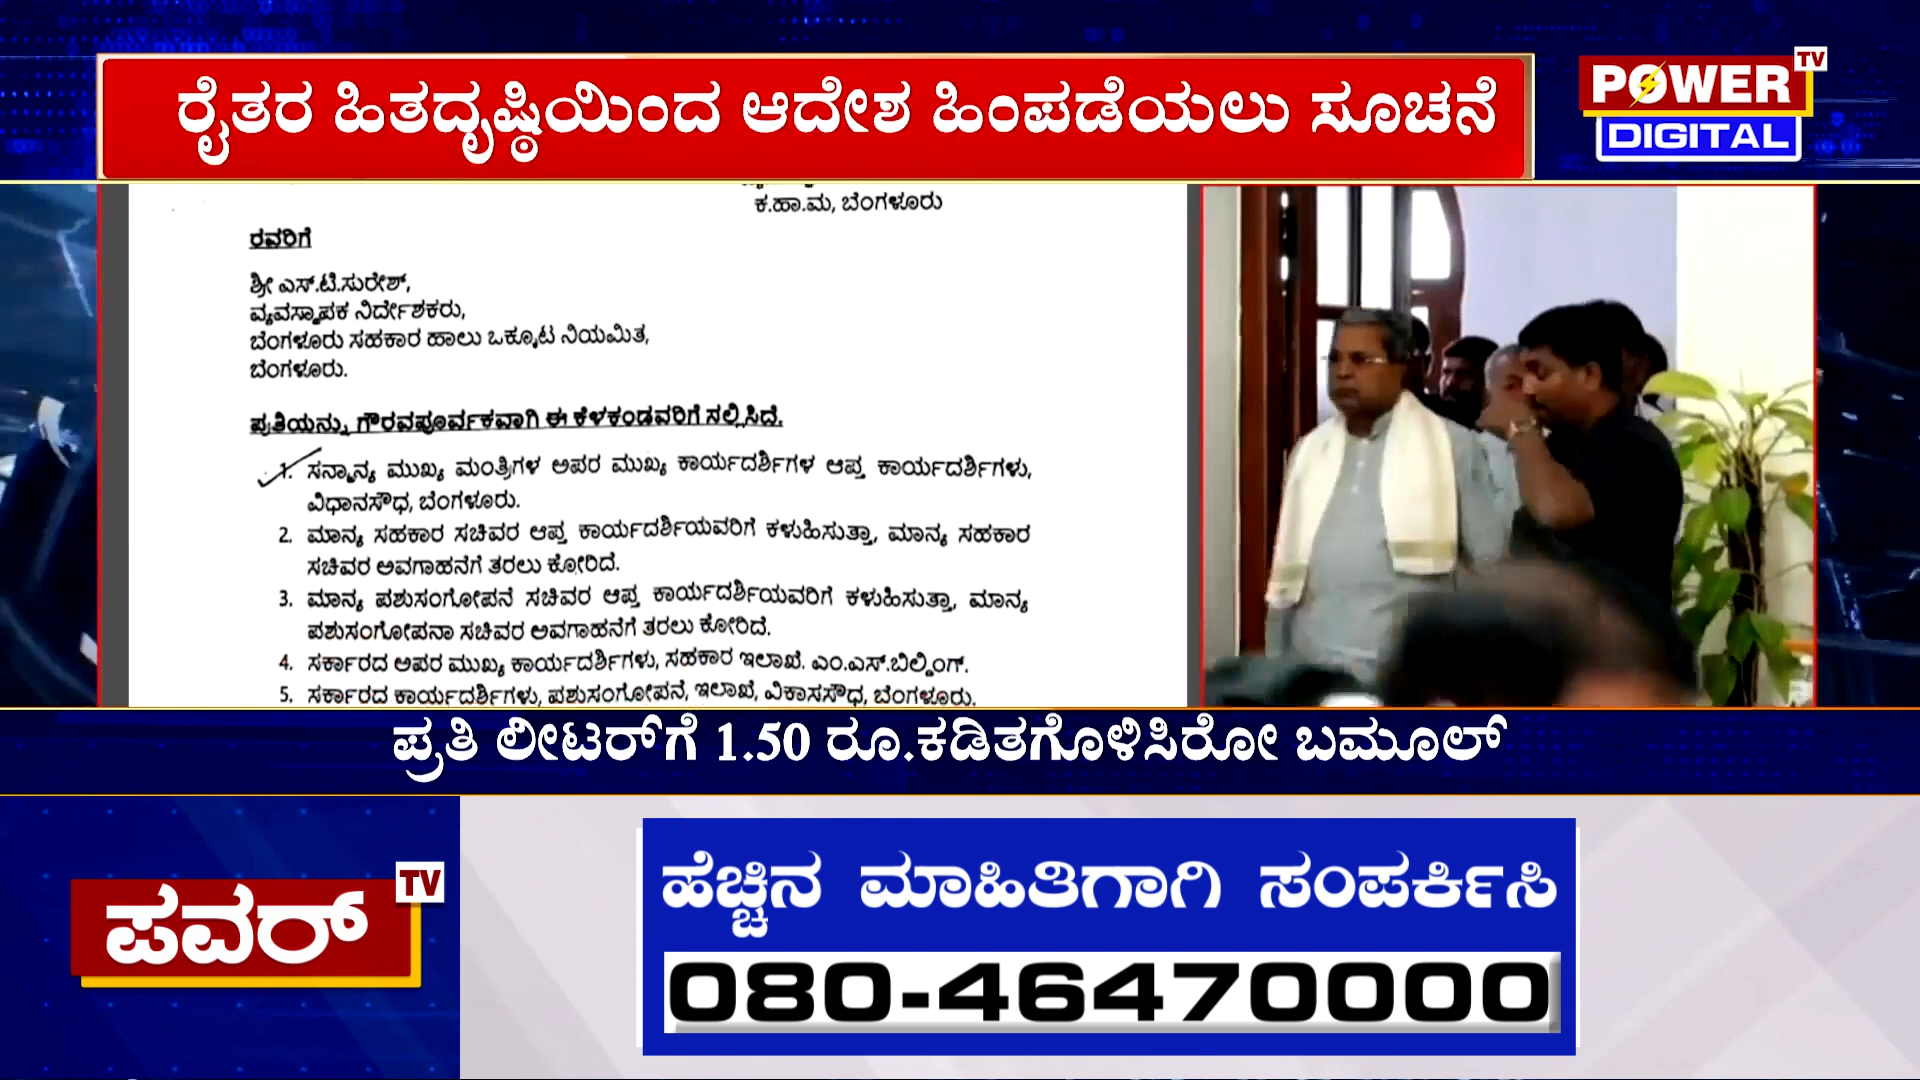 ರೈತರ ಹಿತದೃಷ್ಠಿಯಿಂದ ಆದೇಶ ಹಿಂಪಡೆಯಲು ಸೂಚನೆ
POWER TV
DIGITAL
ಕ.ಹಾ.ಮ, ಬೆಂಗಳೂರು
ರವರಿಗೆ
ಶ್ರೀ ಎಸ್.ಟಿ.ಸುರೇಶ್,
ವ್ಯವಸ್ಥಾಪಕ ನಿರ್ದೇಶಕರು,
ಬೆಂಗಳೂರು ಸಹಕಾರ ಹಾಲು ಒಕ್ಕೂಟ ನಿಯಮಿತ,
ಬೆಂಗಳೂರು.
ಪ್ರತಿಯನ್ನು ಗೌರವಪೂರ್ವಕವಾಗಿ ಈ ಕೆಳಕಂಡವರಿಗೆ ಸಲ್ಲಿಸಿದೆ.
1. ಸನ್ಮಾನ್ಯ ಮುಖ್ಯ ಮಂತ್ರಿಗಳ ಅಪರ ಮುಖ್ಯ ಕಾರ್ಯದರ್ಶಿಗಳ ಆಪ್ತ ಕಾರ್ಯದರ್ಶಿಗಳು,
ವಿಧಾನಸೌಧ, ಬೆಂಗಳೂರು.
2. ಮಾನ್ಯ ಸಹಕಾರ ಸಚಿವರ ಆಪ್ತ ಕಾರ್ಯದರ್ಶಿಯವರಿಗೆ ಕಳುಹಿಸುತ್ತಾ, ಮಾನ್ಯ ಸಹಕಾರ
ಸಚಿವರ ಅವಗಾಹನೆಗೆ ತರಲು ಕೋರಿದೆ.
3. ಮಾನ್ಯ ಪಶುಸಂಗೋಪನೆ ಸಚಿವರ ಆಪ್ತ ಕಾರ್ಯದರ್ಶಿಯವರಿಗೆ ಕಳುಹಿಸುತ್ತಾ, ಮಾನ್ಯ
ಪಶುಸಂಗೋಪನಾ ಸಚಿವರ ಅವಗಾಹನೆಗೆ ತರಲು ಕೋರಿದೆ.
4. ಸರ್ಕಾರದ ಅಪರ ಮುಖ್ಯ ಕಾರ್ಯದರ್ಶಿಗಳು, ಸಹಕಾರ ಇಲಾಖೆ. ಎಂ.ಎಸ್.ಬಿಲ್ಡಿಂಗ್.
5. ಸರ್ಕಾರದ ಕಾರ್ಯದರ್ಶಿಗಳು, ಪಶುಸಂಗೋಪನೆ, ಇಲಾಖೆ, ವಿಕಾಸಸೌಧ, ಬೆಂಗಳೂರು.
ಪ್ರತಿ ಲೀಟರ್‌ಗೆ 1.50 ರೂ.ಕಡಿತಗೊಳಿಸಿರೋ ಬಮೂಲ್
ಪವರ್ TV
ಹೆಚ್ಚಿನ ಮಾಹಿತಿಗಾಗಿ ಸಂಪರ್ಕಿಸಿ
080-46470000